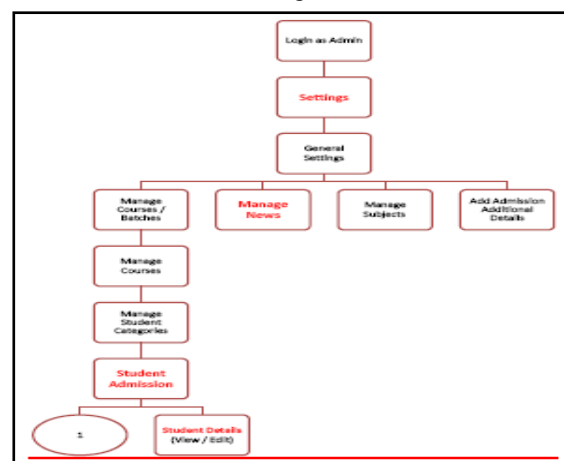 Login as Admin
Settings
General
Settings
Manage
Courses /
Batches
Manage
News
Manage
Subjects
Add Admission
Additional
Details
Manage
Courses
Manage
Student
Categories
Student
Admission
1
Student Details
(View / Edit)